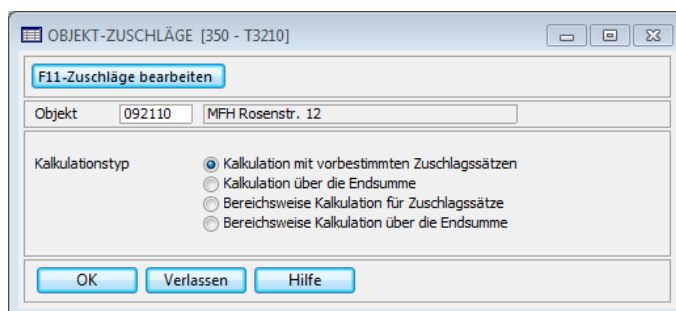 OBJEKT-ZUSCHLÄGE [350 - T3210]
F11-Zuschläge bearbeiten
Objekt 092110 MFH Rosenstr. 12
Kalkulationstyp Kalkulation mit vorbestimmten Zuschlagssätzen
Kalkulation über die Endsumme
Bereichsweise Kalkulation für Zuschlagssätze
Bereichsweise Kalkulation über die Endsumme
OK Verlassen Hilfe